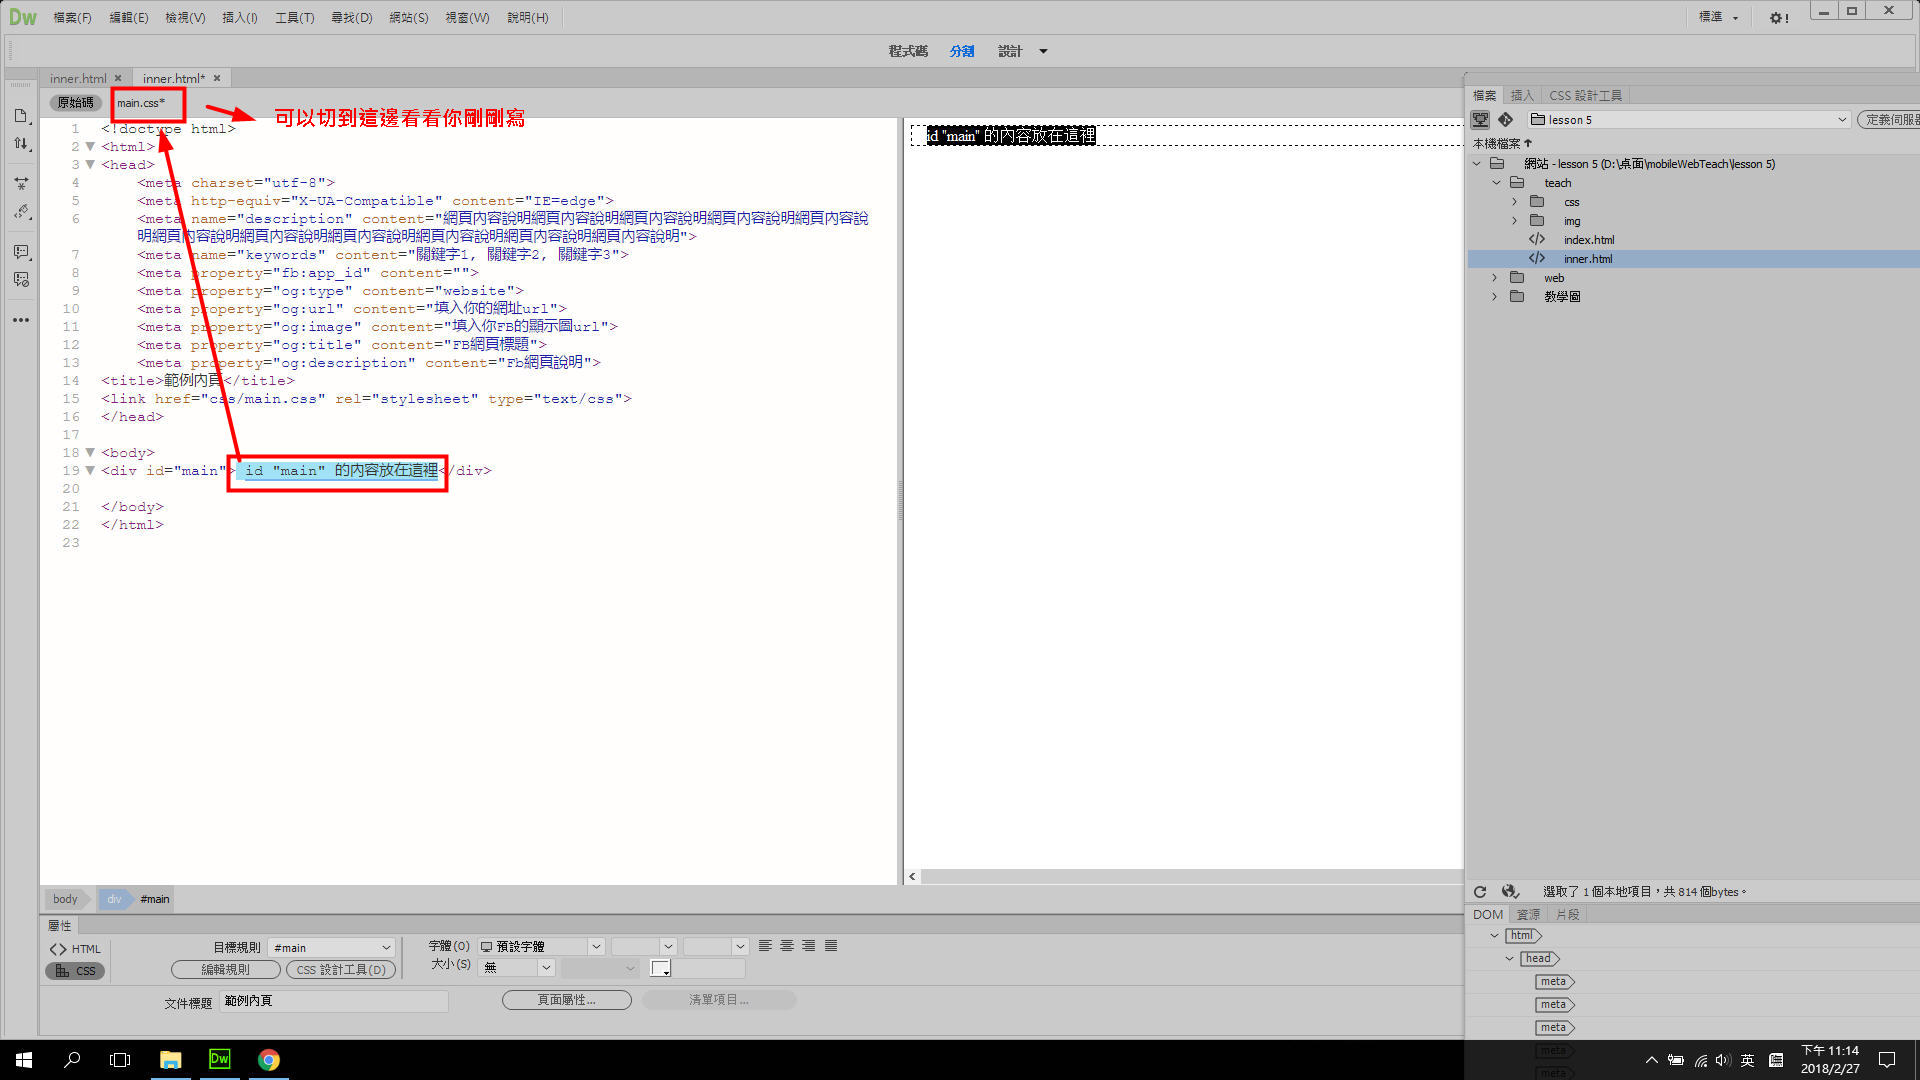 Dw 檔案(F) 編輯(E) 檢視(V) 插入(I) 工具(T) 尋找(D) 網站(S) 視窗(W) 說明(H) 標準
程式碼 分割 設計
inner.html × inner.html* ×
原始碼 main.css*
可以切到這邊看看你剛剛寫
1 <!doctype html>
2 <html>
3 <head>
4 <meta charset="utf-8">
5 <meta http-equiv="X-UA-Compatible" content="IE=edge">
6 <meta name="description" content="網頁內容說明網頁內容說明網頁內容說明網頁內容說明網頁內容說
明網頁內容說明網頁內容說明網頁內容說明網頁內容說明網頁內容說明網頁內容說明">
7 <meta name="keywords" content="關鍵字1, 關鍵字2, 關鍵字3">
8 <meta property="fb:app_id" content="">
9 <meta property="og:type" content="website">
10 <meta property="og:url" content="填入你的網址url">
11 <meta property="og:image" content="填入你FB的顯示圖url">
12 <meta property="og:title" content="FB網頁標題">
13 <meta property="og:description" content="Fb網頁說明">
14 <title>範例內頁</title>
15 <link href="css/main.css" rel="stylesheet" type="text/css">
16 </head>
17
18 <body>
19 <div id="main"> id "main" 的內容放在這裡</div>
20
21 </body>
22 </html>
23
id "main" 的內容放在這裡
檔案 插入 CSS 設計工具
lesson 5 定義伺服器
本機檔案
網站 - lesson 5 (D:\桌面\mobileWebTeach\lesson 5)
teach
css
img
index.html
inner.html
web
教學圖
選取了 1 個本地項目，共 814 個bytes。
DOM 資源 片段
html
head
meta
meta
meta
meta
meta
body div #main
屬性
HTML
CSS
目標規則 #main
編輯規則 CSS 設計工具(D)
字體(O) 預設字體
大小(S) 無
文件標題 範例內頁
頁面屬性... 清單項目...
Dw
英
下午 11:14
2018/2/27